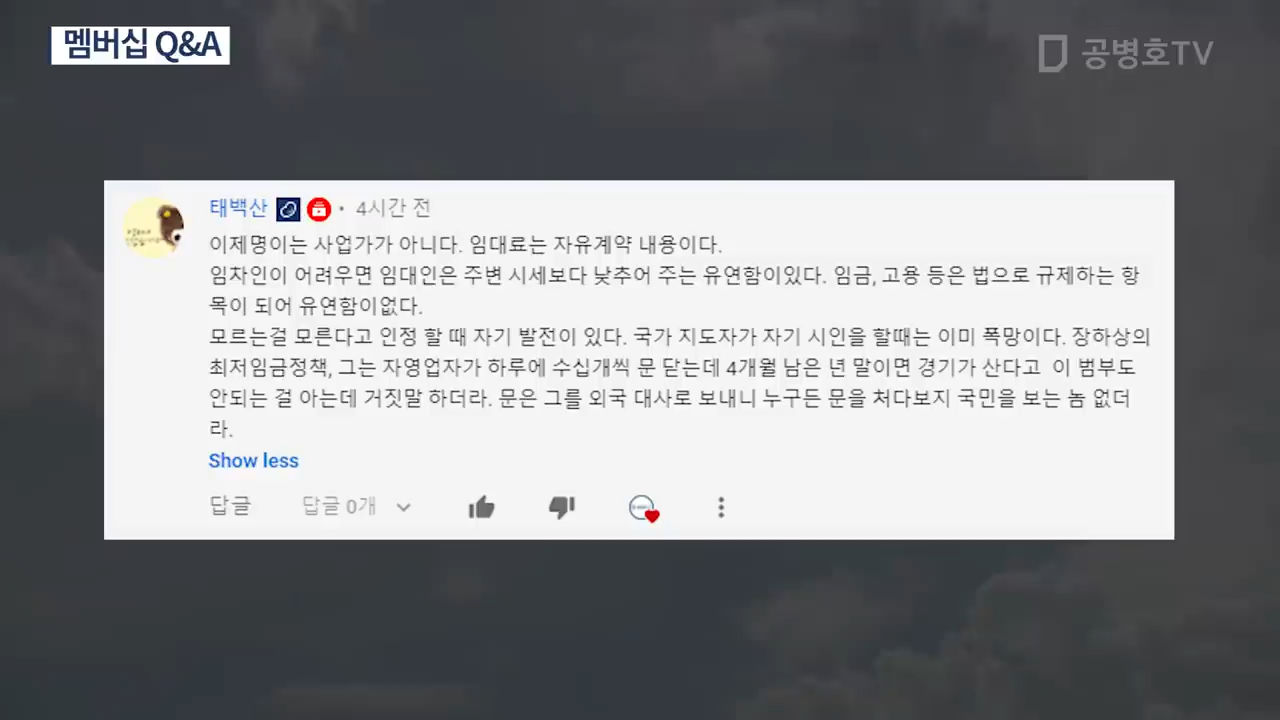 멤버십 Q&A
공병호TV
태백산 · 4시간 전
이제명이는 사업가가 아니다. 임대료는 자유계약 내용이다.
임차인이 어려우면 임대인은 주변 시세보다 낮추어 주는 유연함이있다. 임금, 고용 등은 법으로 규제하는 항
목이 되어 유연함이없다.
모르는걸 모른다고 인정 할 때 자기 발전이 있다. 국가 지도자가 자기 시인을 할때는 이미 폭망이다. 장하상의
최저임금정책, 그는 자영업자가 하루에 수십개씩 문 닫는데 4개월 남은 년 말이면 경기가 산다고 이 범부도
안되는 걸 아는데 거짓말 하더라. 문은 그를 외국 대사로 보내니 누구든 문을 처다보지 국민을 보는 놈 없더
라.
Show less
답글 답글 0개